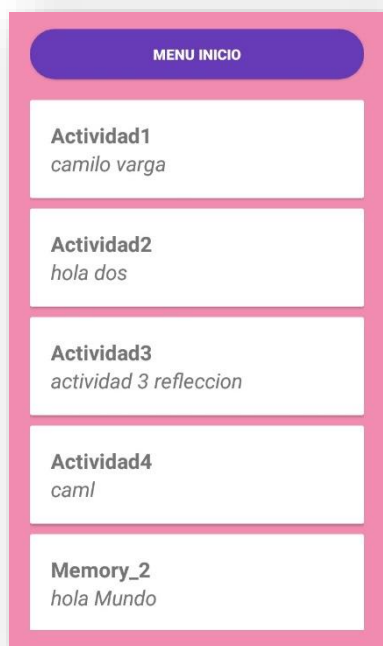 MENU INICIO
Actividad1
camilo varga
Actividad2
hola dos
Actividad3
actividad 3 refleccion
Actividad4
caml
Memory_2
hola Mundo